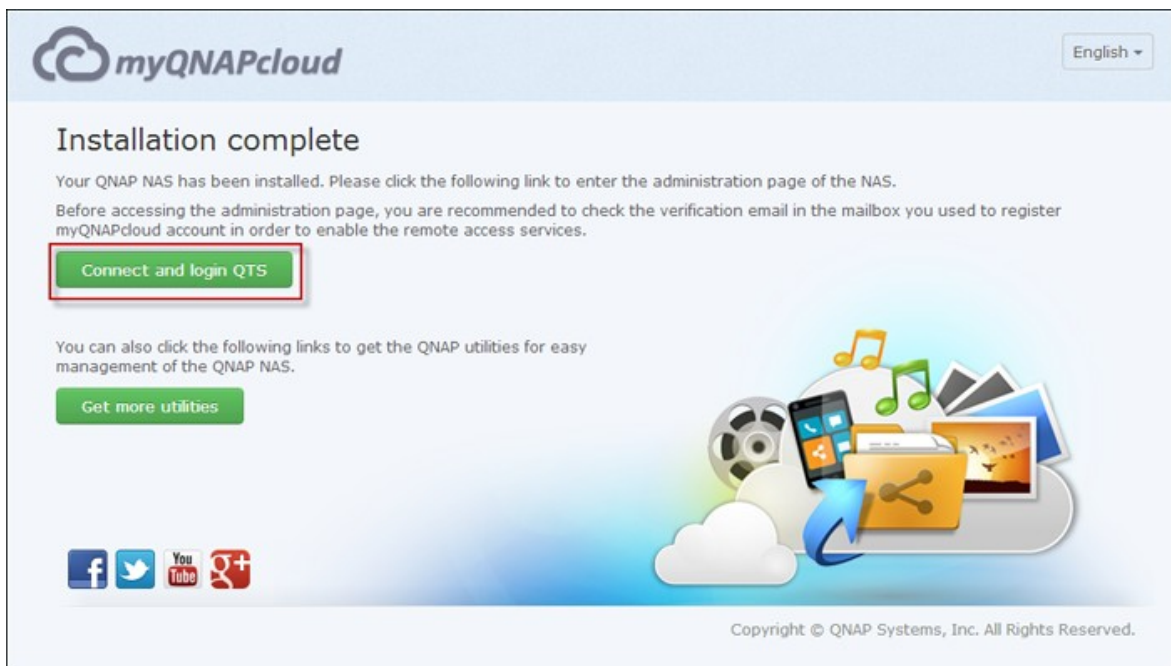 myQNAPcloud
English
Installation complete
Your QNAP NAS has been installed. Please click the following link to enter the administration page of the NAS.
Before accessing the administration page, you are recommended to check the verification email in the mailbox you used to register
myQNAPcloud account in order to enable the remote access services.
Connect and login QTS
You can also click the following links to get the QNAP utilities for easy
management of the QNAP NAS.
Get more utilities
f
You
Tube
g+
Copyright © QNAP Systems, Inc. All Rights Reserved.